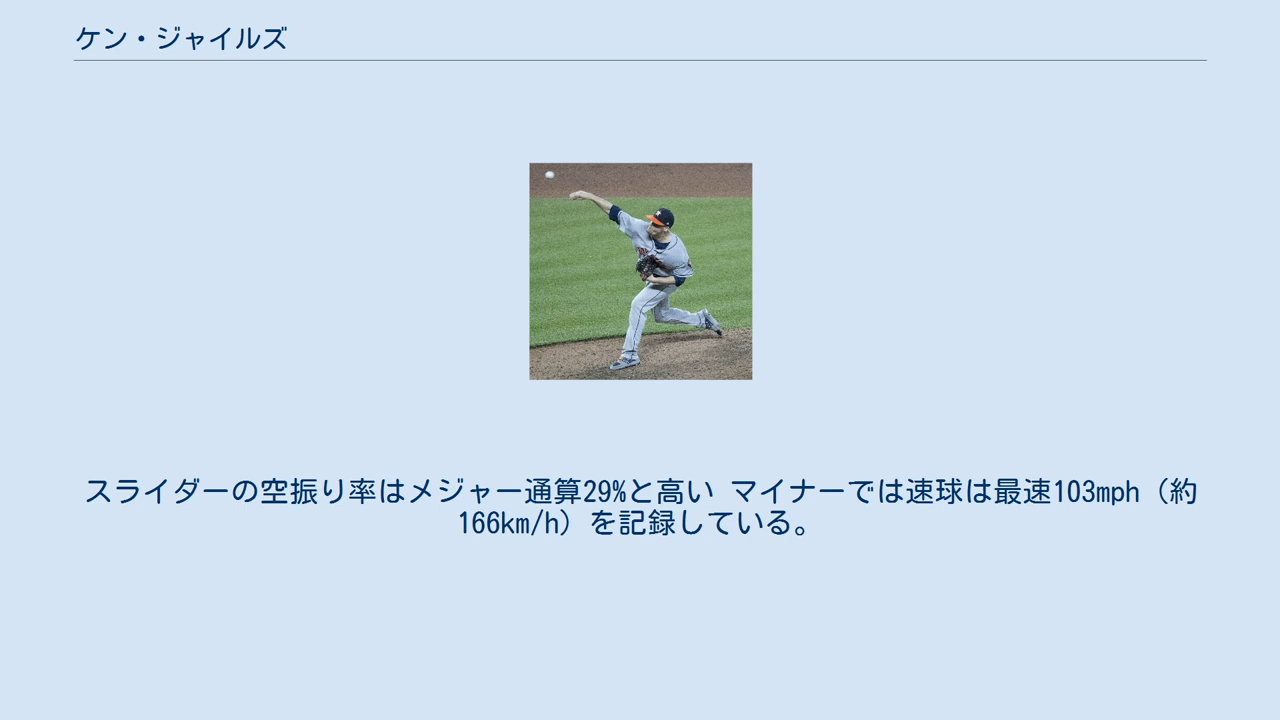 ケン・ジャイルズ
スライダーの空振り率はメジャー通算29%と高い マイナーでは速球は最速103mph（約
166km/h）を記録している。